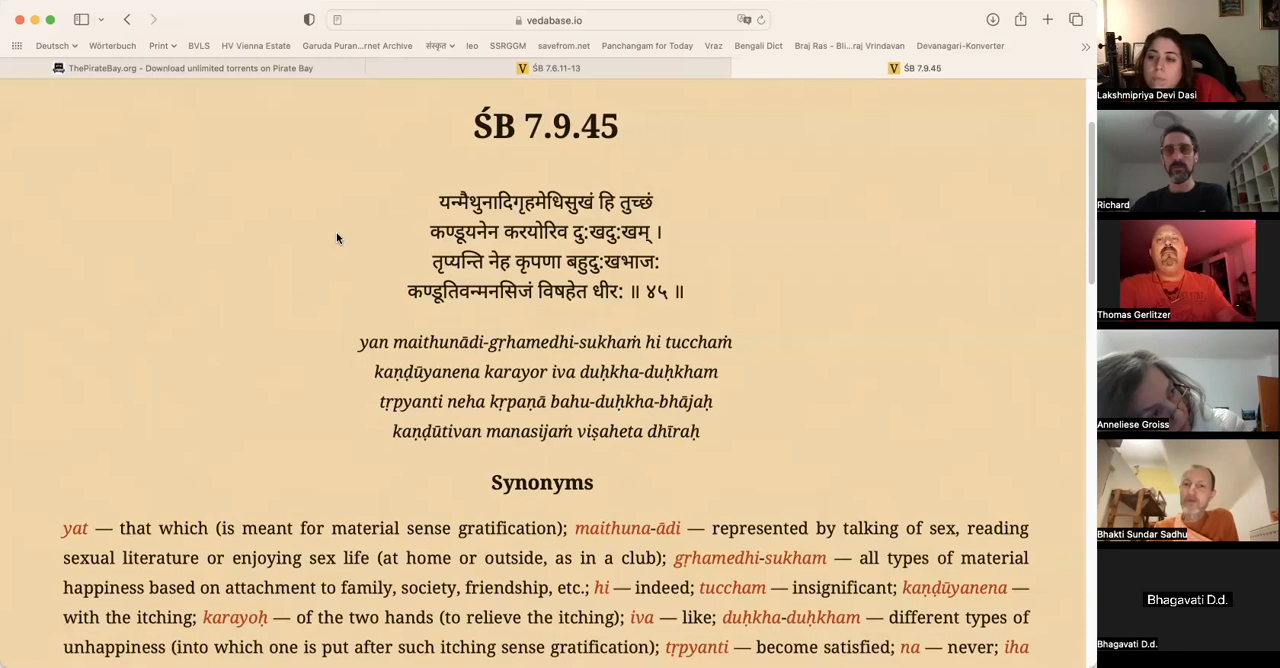 vedabase.io
Deutsch
Wörterbuch
Print
BVLS
HV Vienna Estate
Garuda Puran...rnet Archive
संस्कृत
leo
SSRGGM
savefrom.net
Panchangam for Today
Vraz
Bengali Dict
Braj Ras - Bli...raj Vrindavan
Devanagari-Konverter
ThePirateBay.org - Download unlimited torrents on Pirate Bay
V ŚB 7.6.11-13
V ŚB 7.9.45
ŚB 7.9.45
यन्मैथुनादिगृहमेधिसुखं हि तुच्छं
कण्डूयनेन करयोरिव दु:खदु:खम् ।
तृप्यन्ति नेह कृपणा बहुदु:खभाज:
कण्डूतिवन्मनसिजं विषहेत धीर: ॥ ४५ ॥
yan maithunādi-gṛhamedhi-sukhaṁ hi tucchaṁ
kaṇḍūyanena karayor iva duḥkha-duḥkham
tṛpyanti neha kṛpaṇā bahu-duḥkha-bhājaḥ
kaṇḍūtivan manasijaṁ viṣaheta dhīraḥ
Synonyms
yat — that which (is meant for material sense gratification); maithuna-ādi — represented by talking of sex, reading
sexual literature or enjoying sex life (at home or outside, as in a club); gṛhamedhi-sukham — all types of material
happiness based on attachment to family, society, friendship, etc.; hi — indeed; tuccham — insignificant; kaṇḍūyanena —
with the itching; karayoḥ — of the two hands (to relieve the itching); iva — like; duḥkha-duḥkham — different types of
unhappiness (into which one is put after such itching sense gratification); tṛpyanti — become satisfied; na — never; iha
Lakshmipriya Devi Dasi
Richard
Thomas Gerlitzer
Anneliese Groiss
Bhakti Sundar Sadhu
Bhagavati D.d.
Bhagavati D.d.